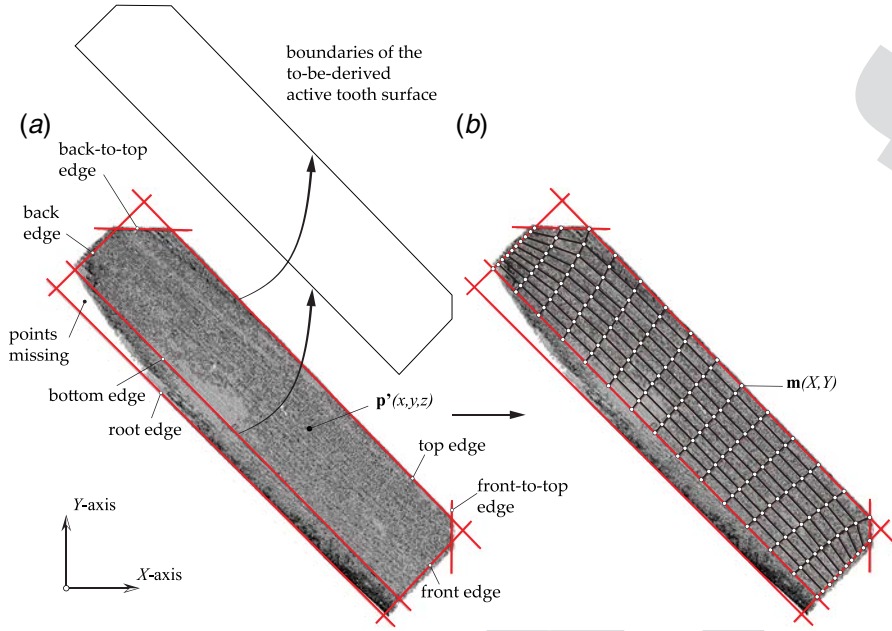 boundaries of the
to-be-derived
active tooth surface
(a)
(b)
back-to-top
edge
back
edge
points
missing
bottom edge
root edge
p'(x,y,z)
m(X,Y)
top edge
front-to-top
edge
front edge
Y-axis
X-axis